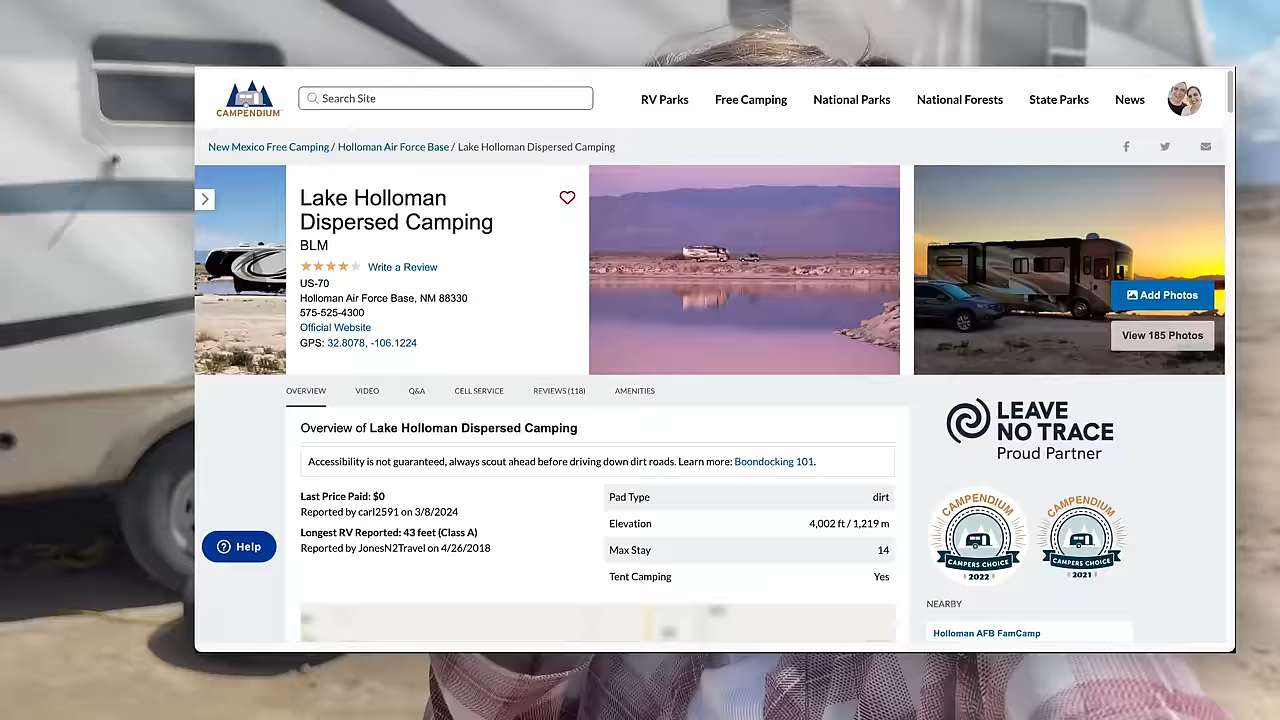 CAMPENDIUM
Search Site
RV Parks
Free Camping
National Parks
National Forests
State Parks
News
New Mexico Free Camping / Holloman Air Force Base / Lake Holloman Dispersed Camping
Lake Holloman
Dispersed Camping
BLM
Write a Review
US-70
Holloman Air Force Base, NM 88330
575-525-4300
Official Website
GPS: 32.8078, -106.1224
Add Photos
View 185 Photos
OVERVIEW
VIDEO
Q&A
CELL SERVICE
REVIEWS (118)
AMENITIES
Overview of Lake Holloman Dispersed Camping
Accessibility is not guaranteed, always scout ahead before driving down dirt roads. Learn more: Boondocking 101.
Last Price Paid: $0
Reported by carl2591 on 3/8/2024
Longest RV Reported: 43 feet (Class A)
Reported by JonesN2Travel on 4/26/2018
Pad Type dirt
Elevation 4,002 ft / 1,219 m
Max Stay 14
Tent Camping Yes
LEAVE
NO TRACE
Proud Partner
CAMPENDIUM
CAMPERS CHOICE
2022
CAMPENDIUM
CAMPERS CHOICE
2021
NEARBY
Holloman AFB FamCamp
Help